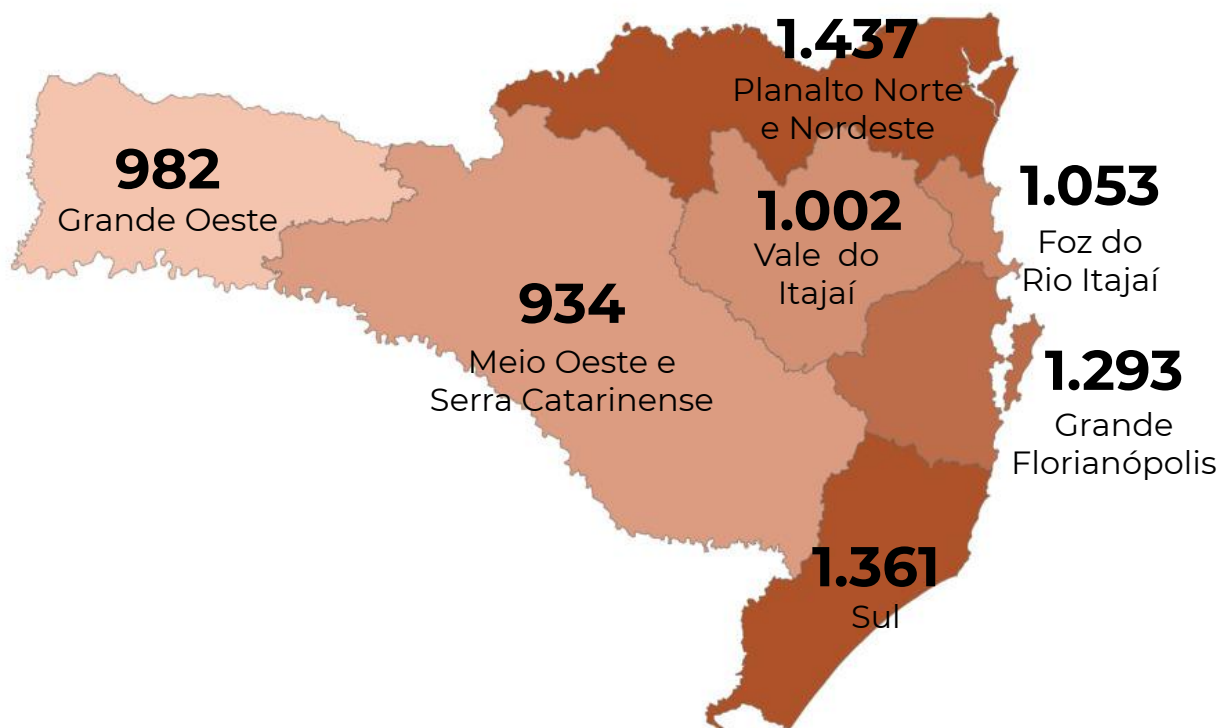 1.437
Planalto Norte
e Nordeste
982
Grande Oeste
1.002
Vale do
Itajaí
1.053
Foz do
Rio Itajaí
934
Meio Oeste e
Serra Catarinense
1.293
Grande
Florianópolis
1.361
Sul